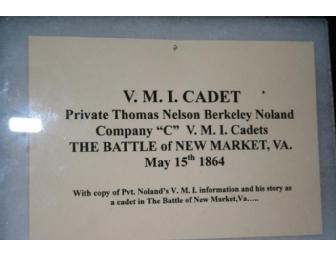 V. M. I. CADET
Private Thomas Nelson Berkeley Noland
Company “C” V. M. I. Cadets
THE BATTLE of NEW MARKET, VA.
May 15th 1864
With copy of Pvt. Noland’s V. M. I. information and his story as
a cadet in The Battle of New Market,Va…..